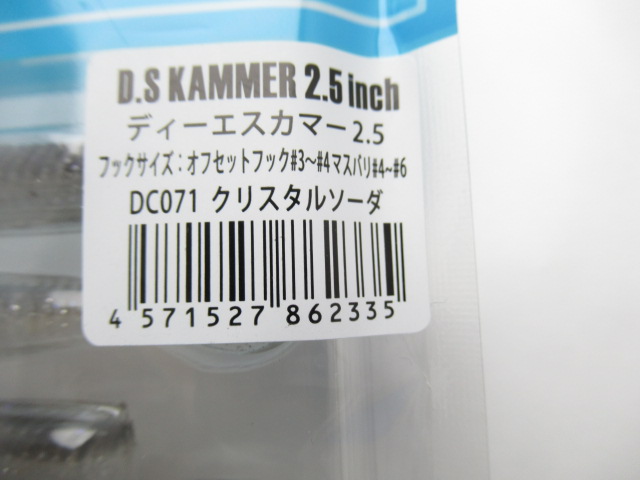 D.S KAMMER 2.5 inch
ディーエスカマー2.5
フックサイズ：オフセットフック#3〜#4マスバリ#4~#6
DC071 クリスタルソーダ
4 571527 862335